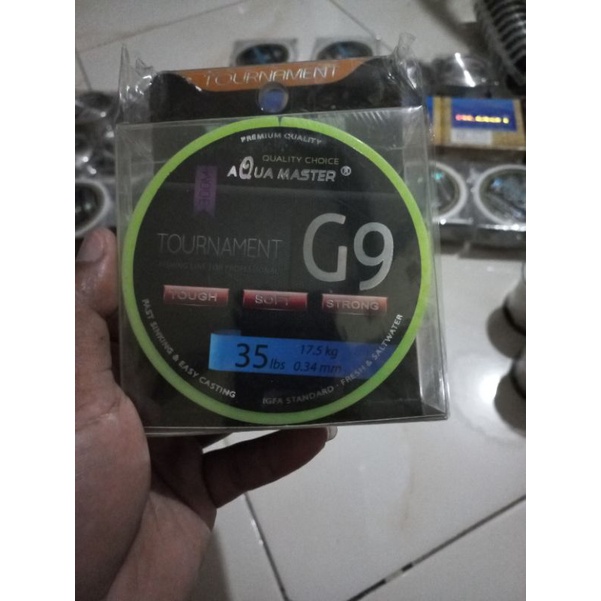 TOURNAMENT
PREMIUM QUALITY
QUALITY CHOICE
AQUA MASTER ®
TOURNAMENT
G9
TOUGH
SOFT
STRONG
35 lbs
17.5 kg
0.34 mm
FAST SINKING & EASY CASTING
IGFA STANDARD - FRESH & SALTWATER